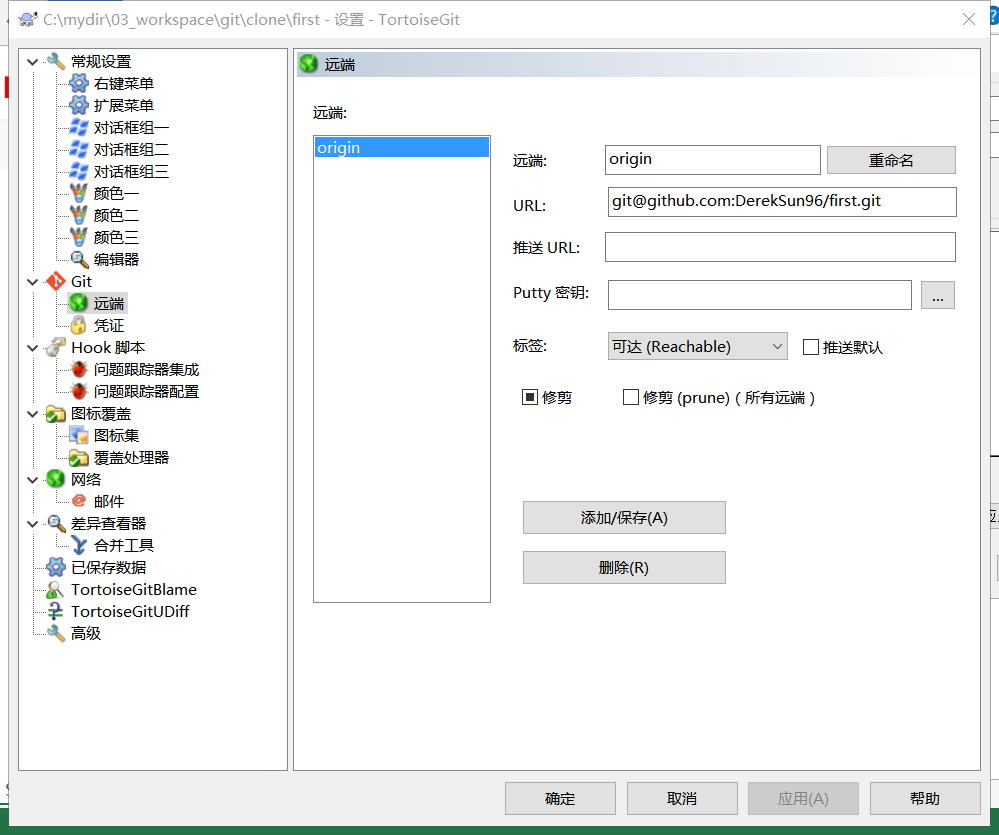 C:\mydir\03_workspace\git\clone\first - 设置 - TortoiseGit
常规设置
右键菜单
扩展菜单
对话框组一
对话框组二
对话框组三
颜色一
颜色二
颜色三
编辑器
Git
远端
凭证
Hook 脚本
问题跟踪器集成
问题跟踪器配置
图标覆盖
图标集
覆盖处理器
网络
邮件
差异查看器
合并工具
已保存数据
TortoiseGitBlame
TortoiseGitUDiff
高级
远端
远端:
origin
远端: origin 重命名
URL: git@github.com:DerekSun96/first.git
推送 URL:
Putty 密钥: ...
标签: 可达 (Reachable) 推送默认
修剪 修剪 (prune) ( 所有远端 )
添加/保存(A)
删除(R)
确定 取消 应用(A) 帮助